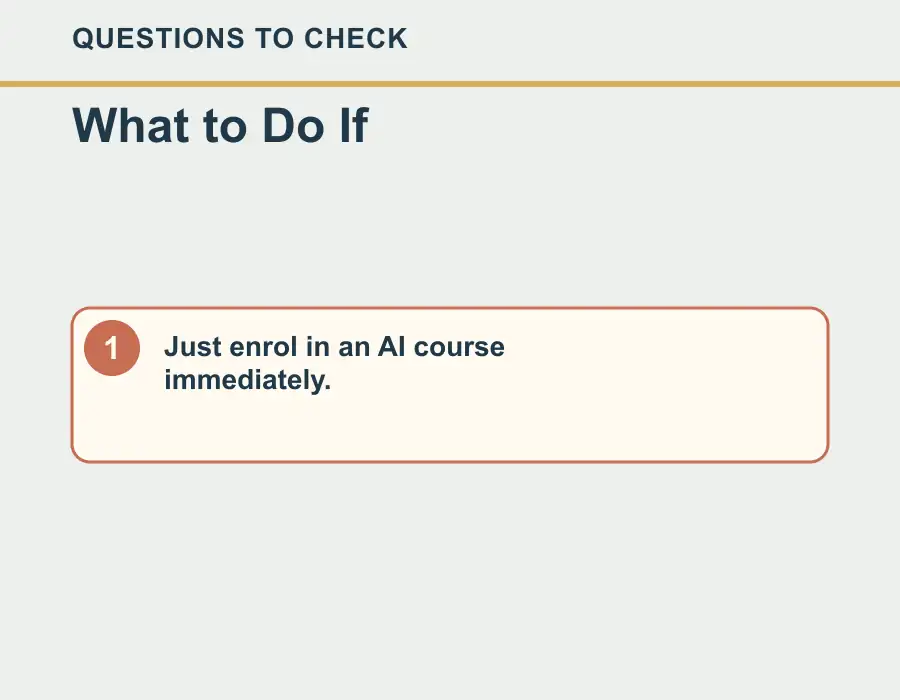 QUESTIONS TO CHECK
What to Do If
1
Just enrol in an AI course
immediately.